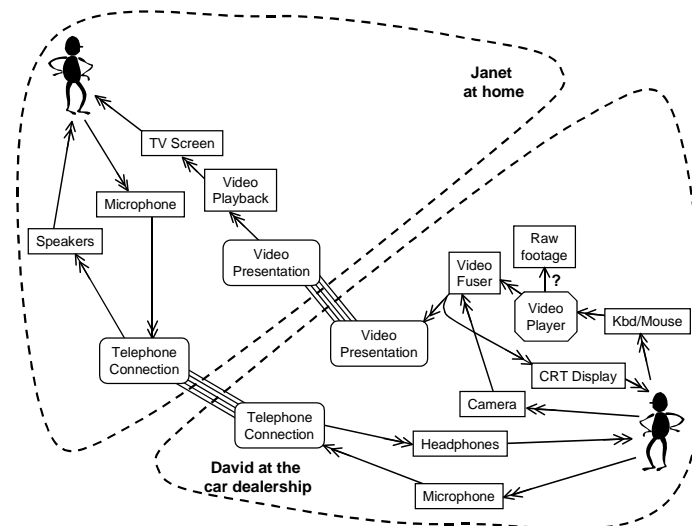 Janet
at home
TV Screen
Video
Playback
Microphone
Speakers
Video
Presentation
Raw
footage
?
Video
Fuser
Video
Player
Kbd/Mouse
Video
Presentation
Telephone
Connection
CRT Display
Camera
Telephone
Connection
Headphones
David at the
car dealership
Microphone